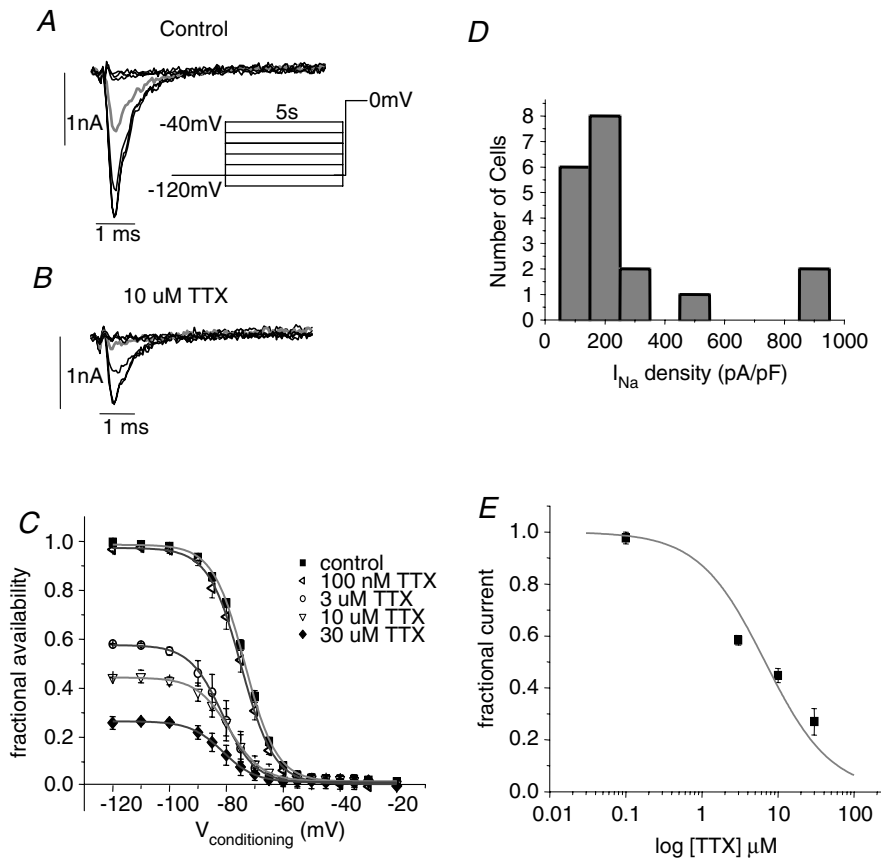 A
Control
1nA
1 ms
5s
0mV
-40mV
-120mV
B
10 uM TTX
1nA
1 ms
D
Number of Cells
8
7
6
5
4
3
2
1
0
0 200 400 600 800 1000
I_Na density (pA/pF)
C
fractional availability
1.0
0.8
0.6
0.4
0.2
0.0
-120 -100 -80 -60 -40 -20
V_conditioning (mV)
control
100 nM TTX
3 uM TTX
10 uM TTX
30 uM TTX
E
fractional current
1.0
0.8
0.6
0.4
0.2
0.0
0.01 0.1 1 10 100
log [TTX] μM